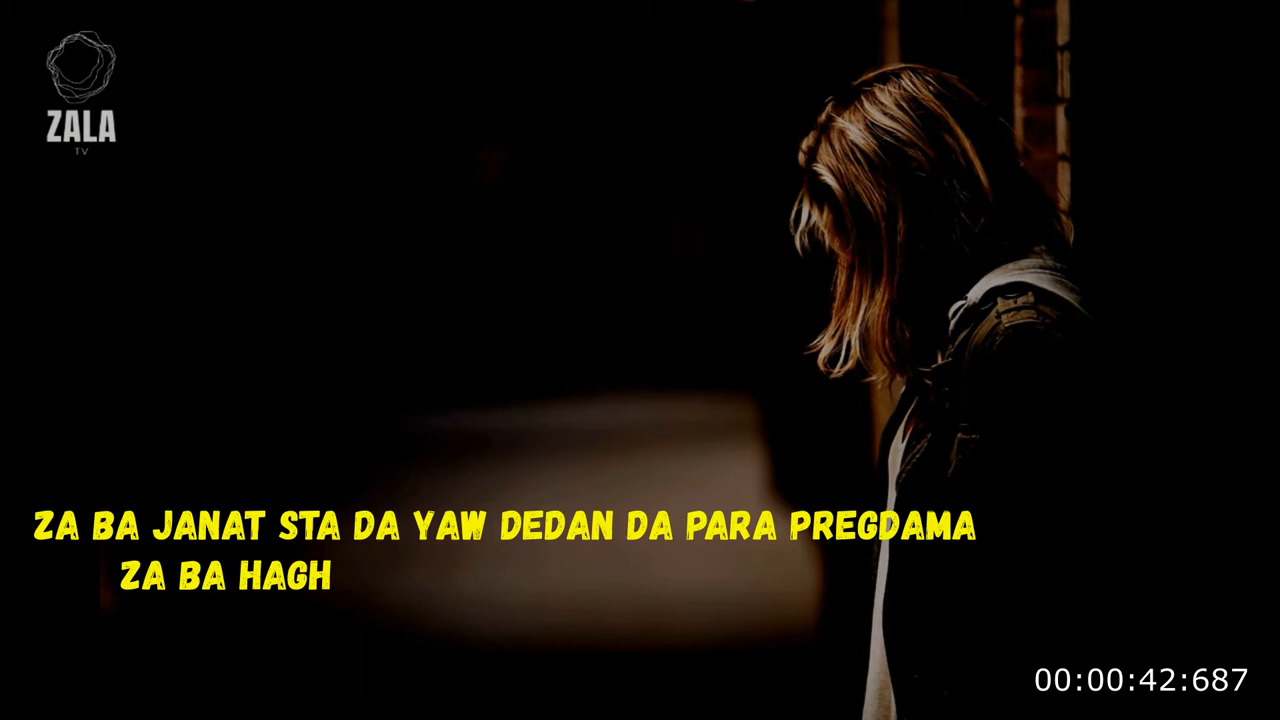 ZALA
TV
ZA BA JANAT STA DA YAW DEDAN DA PARA PREGDAMA
ZA BA HAGH
00:00:42:687